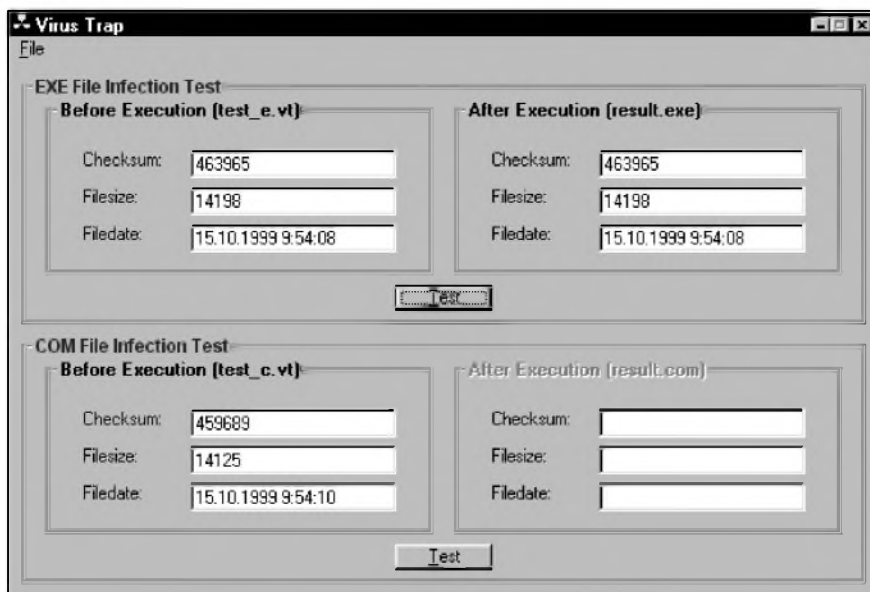 Virus Trap
File
EXE File Infection Test
Before Execution (test_e.vt)
Checksum: 463965
Filesize: 14198
Filedate: 15.10.1999 9:54:08
After Execution (result.exe)
Checksum: 463965
Filesize: 14198
Filedate: 15.10.1999 9:54:08
Test
COM File Infection Test
Before Execution (test_c.vt)
Checksum: 459689
Filesize: 14125
Filedate: 15.10.1999 9:54:10
After Execution (result.com)
Checksum:
Filesize:
Filedate:
Test